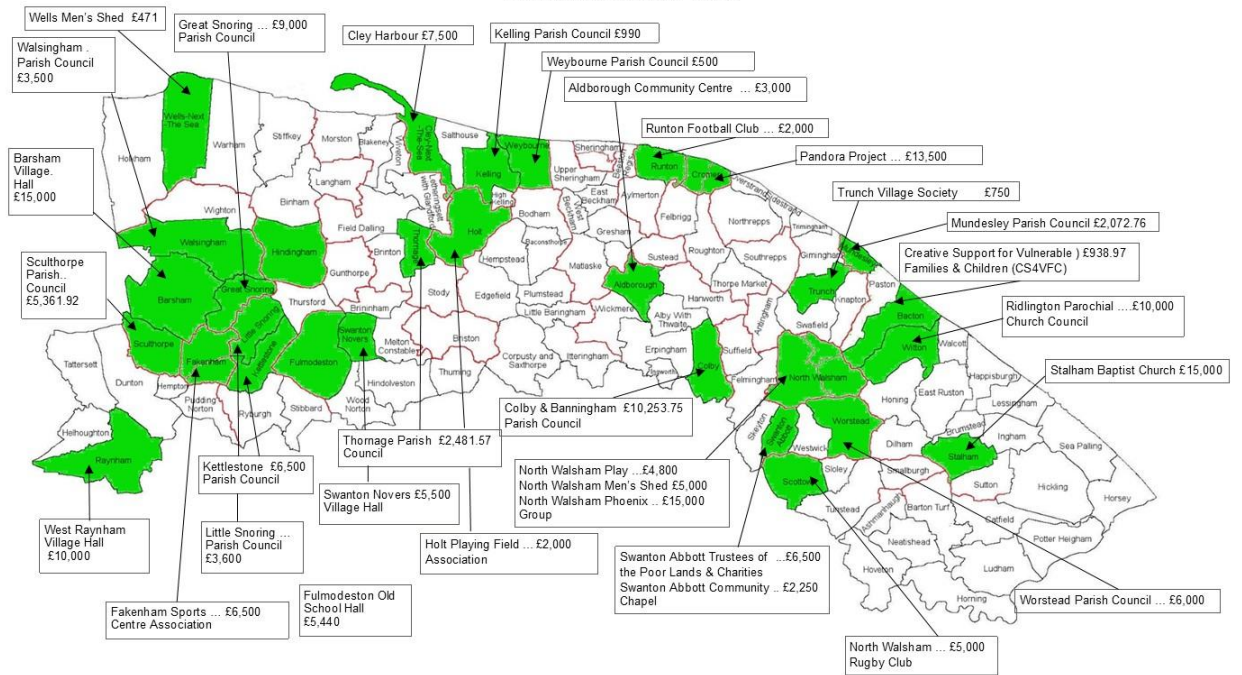 Wells Men's Shed £471
Great Snoring ... £9,000
Parish Council
Walsingham .
Parish Council
£3,500
Cley Harbour £7,500
Kelling Parish Council £990
Weybourne Parish Council £500
Aldborough Community Centre ... £3,000
Runton Football Club ... £2,000
Pandora Project ... £13,500
Trunch Village Society £750
Mundesley Parish Council £2,072.76
Creative Support for Vulnerable ) £938.97
Families & Children (CS4VFC)
Ridlington Parochial ....£10,000
Church Council
Stalham Baptist Church £15,000
Barsham
Village.
Hall
£15,000
Sculthorpe
Parish..
Council
£5,361.92
West Raynham
Village Hall
£10,000
Fakenham Sports ... £6,500
Centre Association
Little Snoring ...
Parish Council
£3,600
Kettlestone £6,500
Parish Council
Fulmodeston Old
School Hall
£5,440
Swanton Novers £5,500
Village Hall
Thornage Parish £2,481.57
Council
Holt Playing Field ... £2,000
Association
Colby & Banningham £10,253.75
Parish Council
North Walsham Play ...£4,800
North Walsham Men's Shed £5,000
North Walsham Phoenix .. £15,000
Group
Swanton Abbott Trustees of ...£6,500
the Poor Lands & Charities
Swanton Abbott Community .. £2,250
Chapel
North Walsham ... £5,000
Rugby Club
Worstead Parish Council ... £6,000
Holkham
Wells-Next
The Sea
Warham
Stiffkey
Morston
Blakeney
Wiveton
Cley-Next
-The-Sea
Salthouse
Kelling
Weybourne
Sheringham
Upper
Sheringham
Beeston
Regis
Runton
Cromer
Overstrand
Sidestrand
Trimingham
Mundesley
Wighton
Binham
Langham
Letheringsett
with Glandford
High
Kelling
Holt
Bodham
West
Beckham
East
Beckham
Aylmerton
Felbrigg
Northrepps
Gimingham
Walsingham
Hindringham
Field Dalling
Thornage
Brinton
Gunthorpe
Hempstead
Baconsthorpe
Matlaske
Gresham
Sustead
Roughton
Southrepps
Trunch
Knapton
Paston
Barsham
Great Snoring
Thursford
Brininham
Stody
Edgefield
Plumstead
Little Baringham
Wickmere
Aldborough
Thorpe Market
Hanworth
Alby With
Thwaite
Antingham
Swafield
Bacton
Witton
Walcott
Sculthorpe
Fakenham
Little Snoring
Kettlestone
Fulmodeston
Swanton
Novers
Melton
Constable
Briston
Thurning
Corpusty and
Saxthorpe
Itteringham
Erpingham
Ingworth
Colby
Suffield
Felmingham
North Walsham
Tattersett
Dunton
Hempton
Pudding
Norton
Ryburgh
Stibbard
Wood
Norton
Hindolveston
Helhoughton
Raynham
Skeyton
Swanton
Abbott
Westwick
Worstead
Honing
East Ruston
Happisburgh
Lessingham
Brumstead
Ingham
Sea Palling
Dilham
Stalham
Smallburgh
Sloley
Scottow
Tunstead
Ashmanhaugh
Barton Turf
Sutton
Hickling
Horsey
Catfield
Neatishead
Potter Heigham
Hoveton
Ludham
Horning